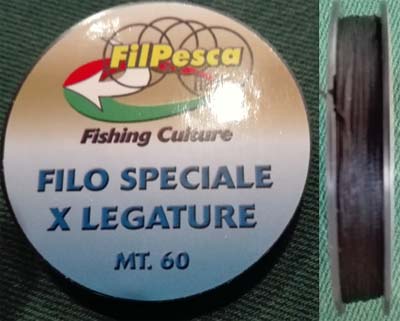 FilPesca
Fishing Culture
FILO SPECIALE
X LEGATURE
MT. 60